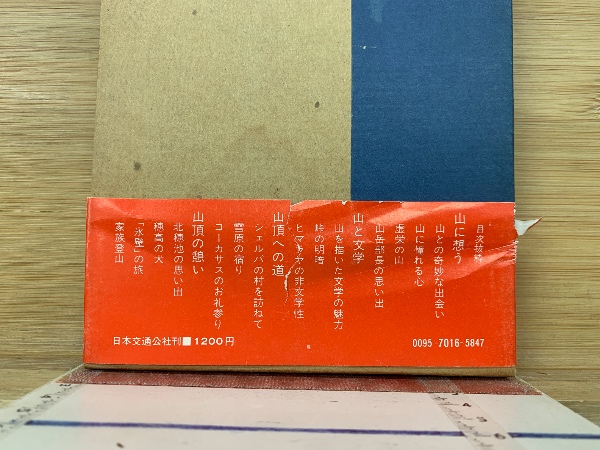 目次抜粋
山に想う
山との奇妙な出会い
山に憧れる心
虚栄の山
山岳部長の思い出
山と文学
山を描いた文学の魅力
峠の明暗
ヒマラヤの非文学性
山頂への道
シェルパの村を訪ねて
雪原の宿り
コーカサスのお礼参り
山頂の憩い
北穂池の思い出
穂高の犬
「氷壁」の旅
家族登山
日本交通公社刊■1200円
0095-7016-5847